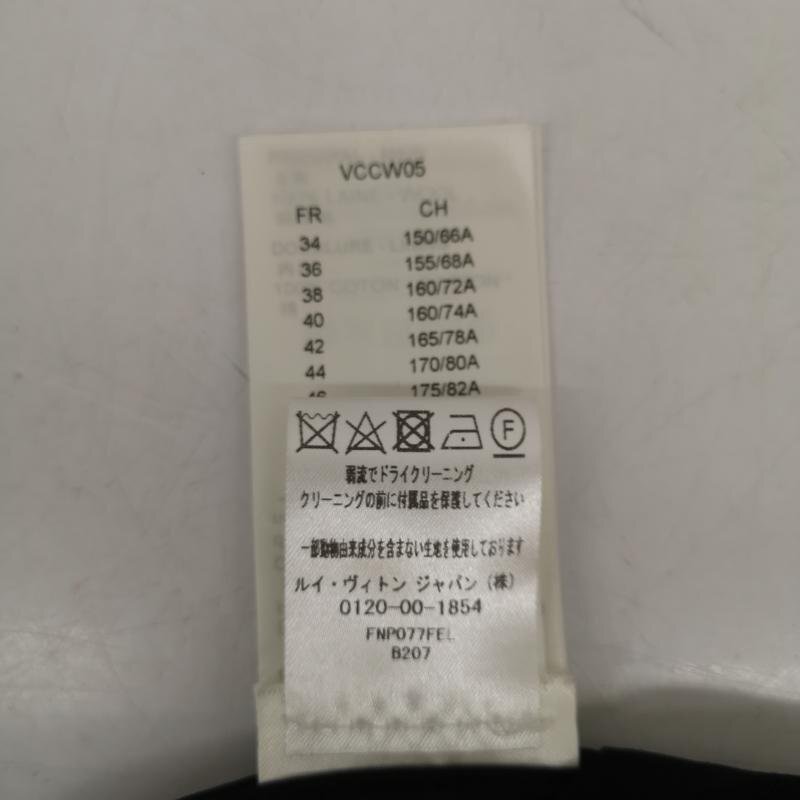 VCCW05
FR CH
34 150/66A
36 155/68A
38 160/72A
40 160/74A
42 165/78A
44 170/80A
46 175/82A
F
弱流でドライクリーニング
クリーニングの前に付属品を保護してください
一部動物由来成分を含まない生地を使用しております
ルイ・ヴィトン ジャパン (株)
0120-00-1854
FNP077FEL
B207